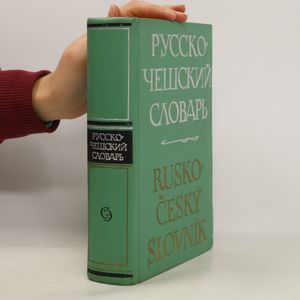 РУССКО-
ЧЕШСКИЙ
СЛОВАРЬ
RUSKO-
ČESKÝ
SLOVNÍK
РУССКО-
ЧЕШСКИЙ
СЛОВАРЬ